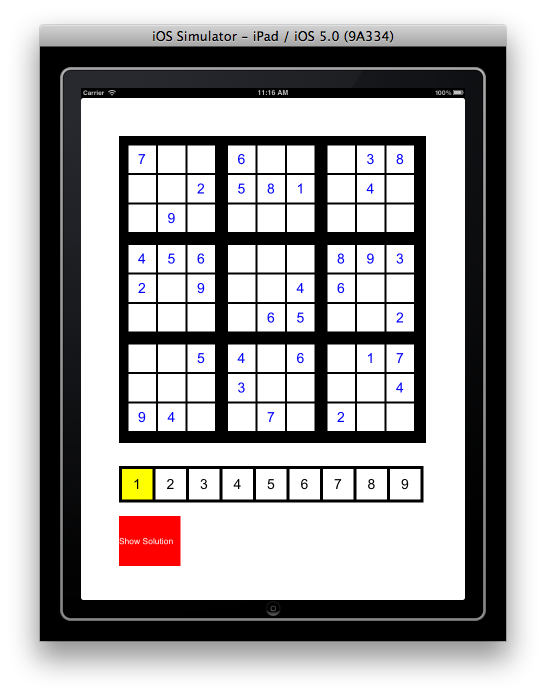 iOS Simulator - iPad / iOS 5.0 (9A334)
Carrier 11:16 AM 100%
7 6 3 8
2 5 8 1 4
9
4 5 6 8 9 3
2 9 4 6
6 5 2
5 4 6 1 7
3 4
9 4 7 2
1 2 3 4 5 6 7 8 9
Show Solution